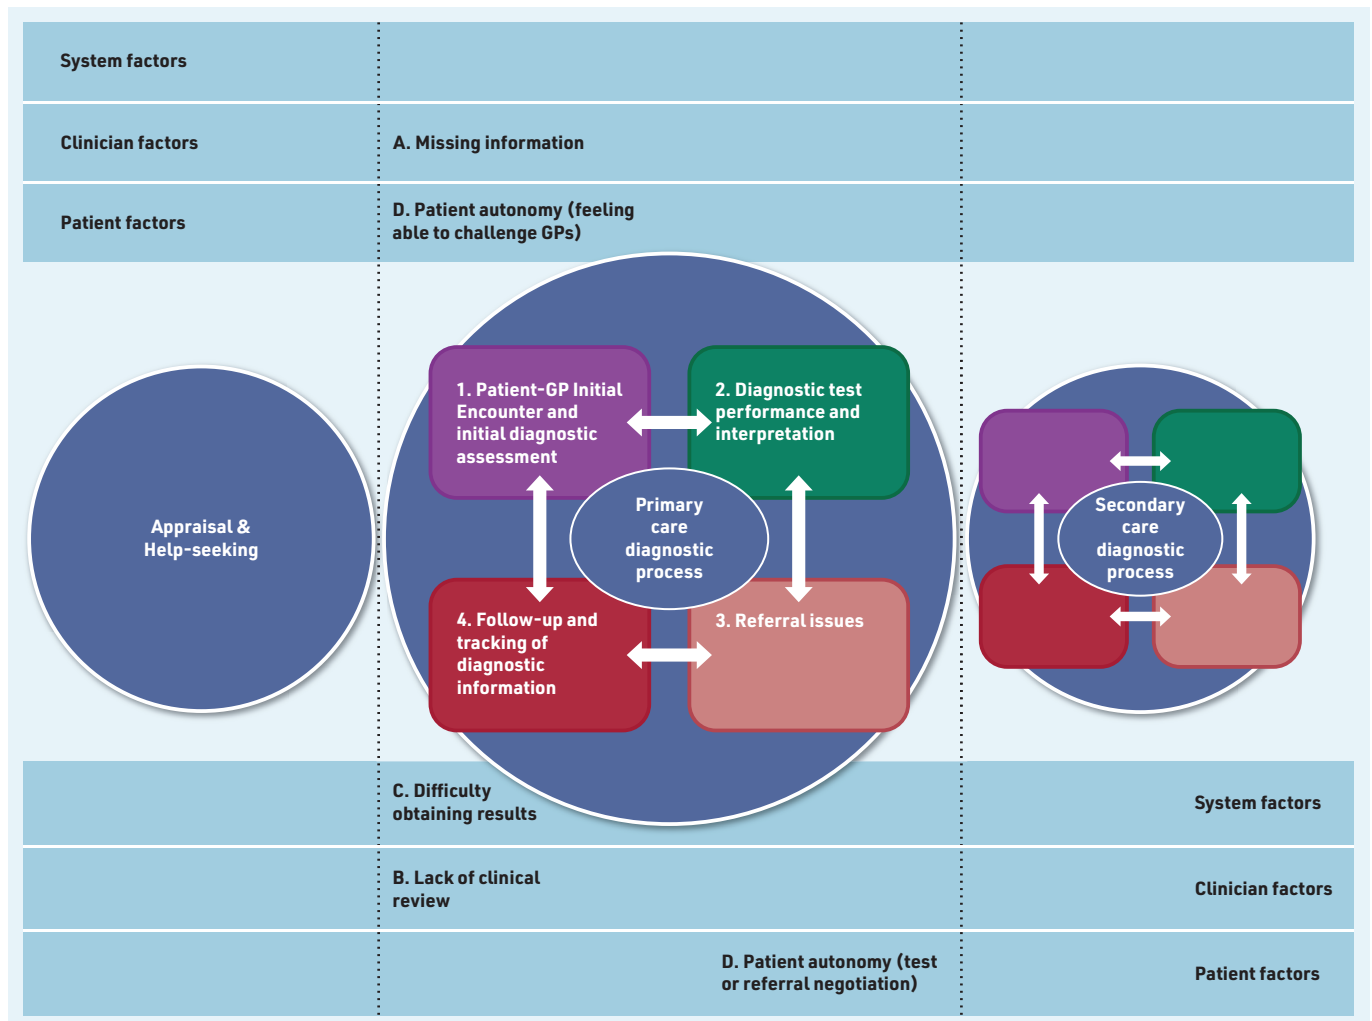 System factors
Clinician factors
A. Missing information
Patient factors
D. Patient autonomy (feeling
able to challenge GPs)
Appraisal &
Help-seeking
1. Patient-GP Initial
Encounter and
initial diagnostic
assessment
2. Diagnostic test
performance and
interpretation
Primary
care
diagnostic
process
4. Follow-up and
tracking of
diagnostic
information
3. Referral issues
Secondary
care
diagnostic
process
C. Difficulty
obtaining results
System factors
B. Lack of clinical
review
Clinician factors
D. Patient autonomy (test
or referral negotiation)
Patient factors